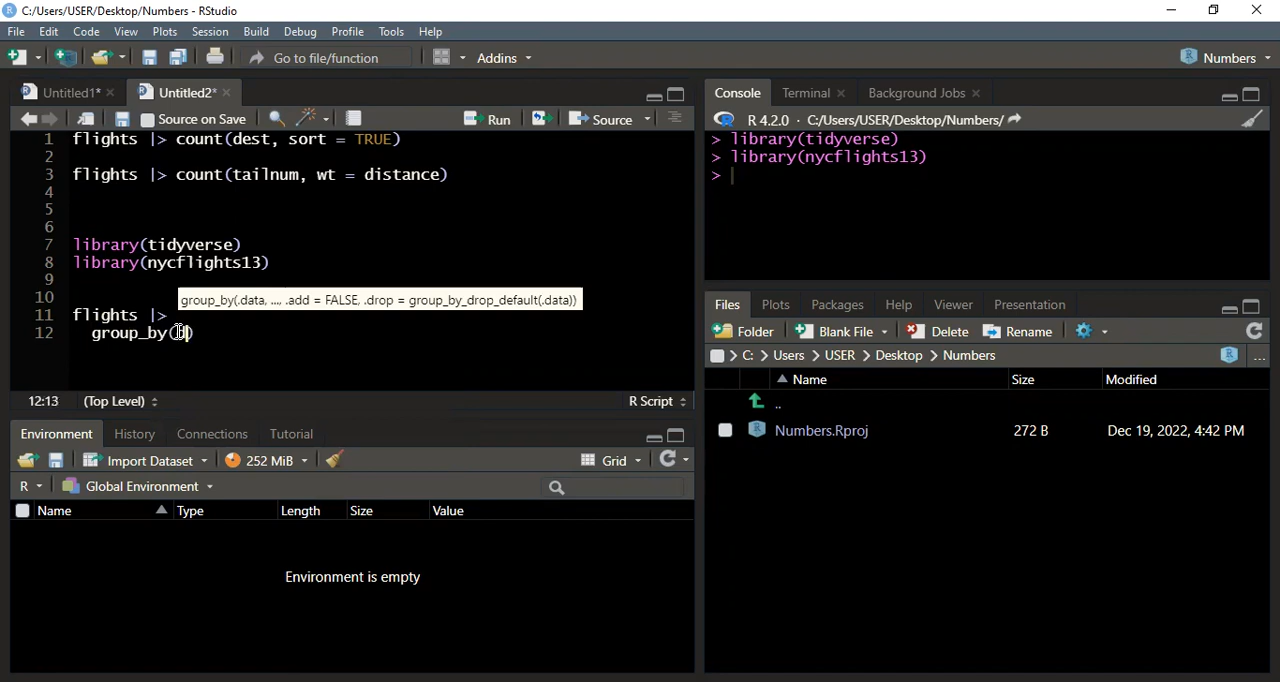 C:/Users/USER/Desktop/Numbers - RStudio
File Edit Code View Plots Session Build Debug Profile Tools Help
Go to file/function Addins Numbers
Untitled1* Untitled2*
Source on Save Run Source
1 flights |> count(dest, sort = TRUE)
2
3 flights |> count(tailnum, wt = distance)
4
5
6
7 library(tidyverse)
8 library(nycflights13)
9
10
group_by(.data, ..., .add = FALSE, .drop = group_by_drop_default(.data))
11 flights |>
12 group_by(
12:13 (Top Level) R Script
Environment History Connections Tutorial
Import Dataset 252 MiB Grid
R Global Environment
Name Type Length Size Value
Environment is empty
Console Terminal Background Jobs
R 4.2.0 · C:/Users/USER/Desktop/Numbers/
> library(tidyverse)
> library(nycflights13)
>
Files Plots Packages Help Viewer Presentation
Folder Blank File Delete Rename
C: > Users > USER > Desktop > Numbers ...
Name Size Modified
..
Numbers.Rproj 272 B Dec 19, 2022, 4:42 PM